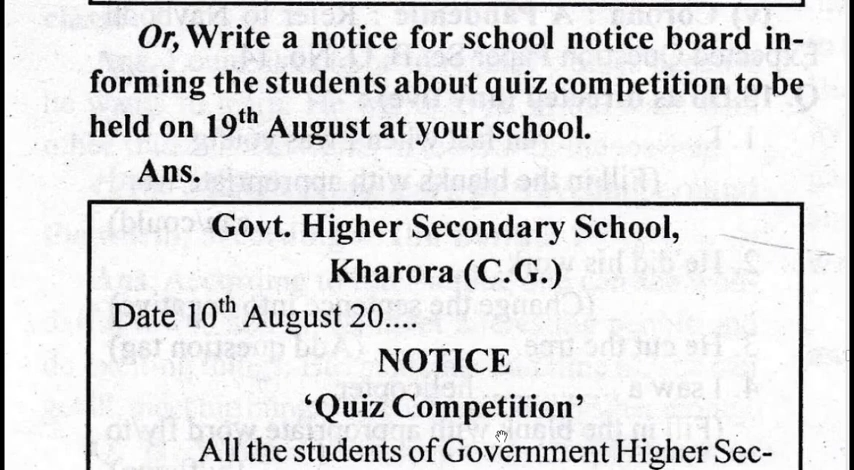 Or, Write a notice for school notice board in-
forming the students about quiz competition to be
held on 19th August at your school.
Ans.
Govt. Higher Secondary School,
Kharora (C.G.)
Date 10th August 20....
NOTICE
'Quiz Competition'
All the students of Government Higher Sec-